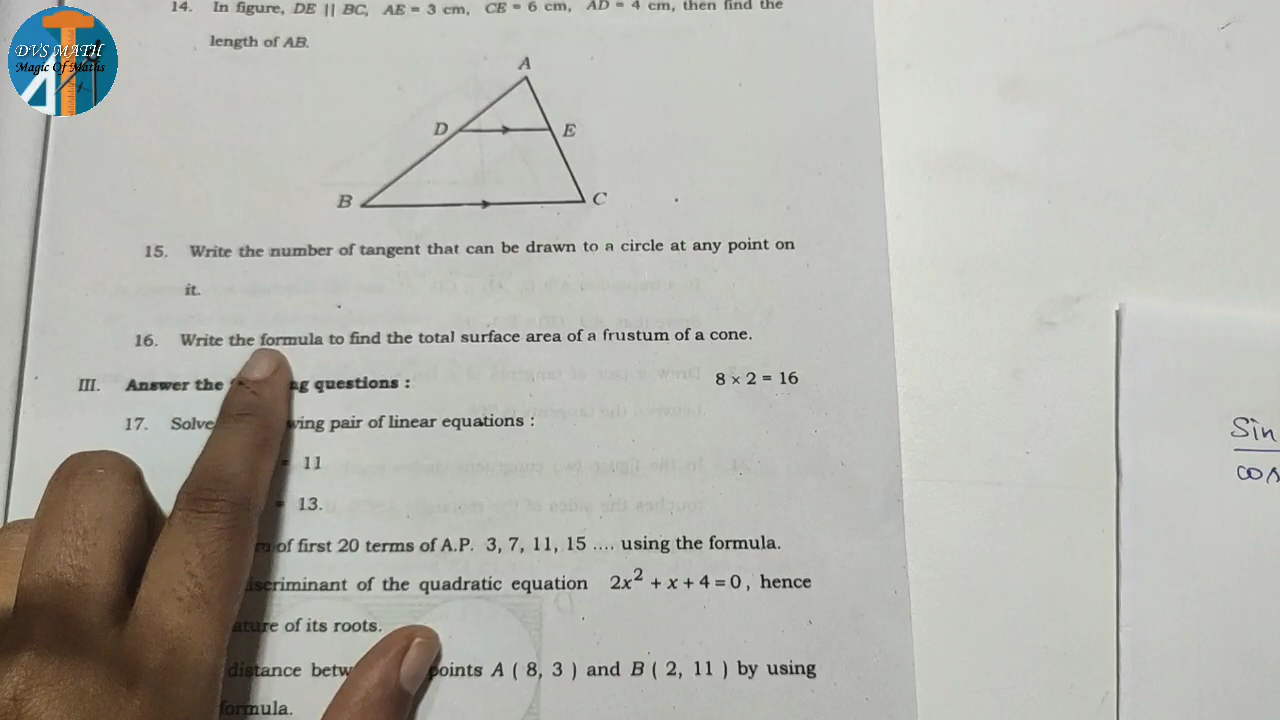 DVS MATH
Magic Of Maths
14. In figure, DE || BC, AE = 3 cm, CE = 6 cm, AD = 4 cm, then find the
length of AB.
A
D E
B C
15. Write the number of tangent that can be drawn to a circle at any point on
it.
16. Write the formula to find the total surface area of a frustum of a cone.
III. Answer the questions : 8 × 2 = 16
17. Solve pair of linear equations :
= 11
= 13.
of first 20 terms of A.P. 3, 7, 11, 15 .... using the formula.
of the quadratic equation 2x² + x + 4 = 0, hence
of its roots.
distance points A ( 8, 3 ) and B ( 2, 11 ) by using
formula.
Sin
cos